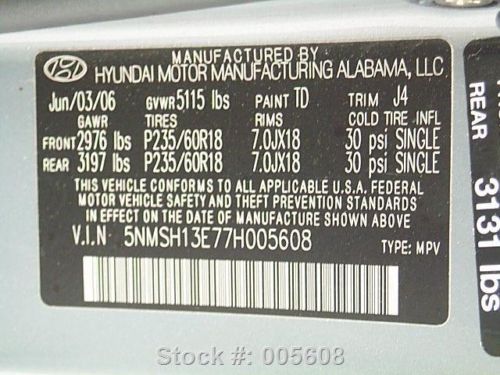 MANUFACTURED BY
HYUNDAI MOTOR MANUFACTURING ALABAMA, LLC
Jun/03/06 GVWR 5115 lbs PAINT TD TRIM J4
GAWR TIRES RIMS COLD TIRE INFL
FRONT 2976 lbs P235/60R18 7.0JX18 30 psi SINGLE
REAR 3197 lbs P235/60R18 7.0JX18 30 psi SINGLE
THIS VEHICLE CONFORMS TO ALL APPLICABLE U.S.A. FEDERAL
MOTOR VEHICLE SAFETY AND THEFT PREVENTION STANDARDS
IN EFFECT ON THE DATE OF MANUFACTURE SHOWN ABOVE.
V.I.N 5NMSH13E77H005608
TYPE: MPV
REAR 3131 lbs
Stock #: 005608